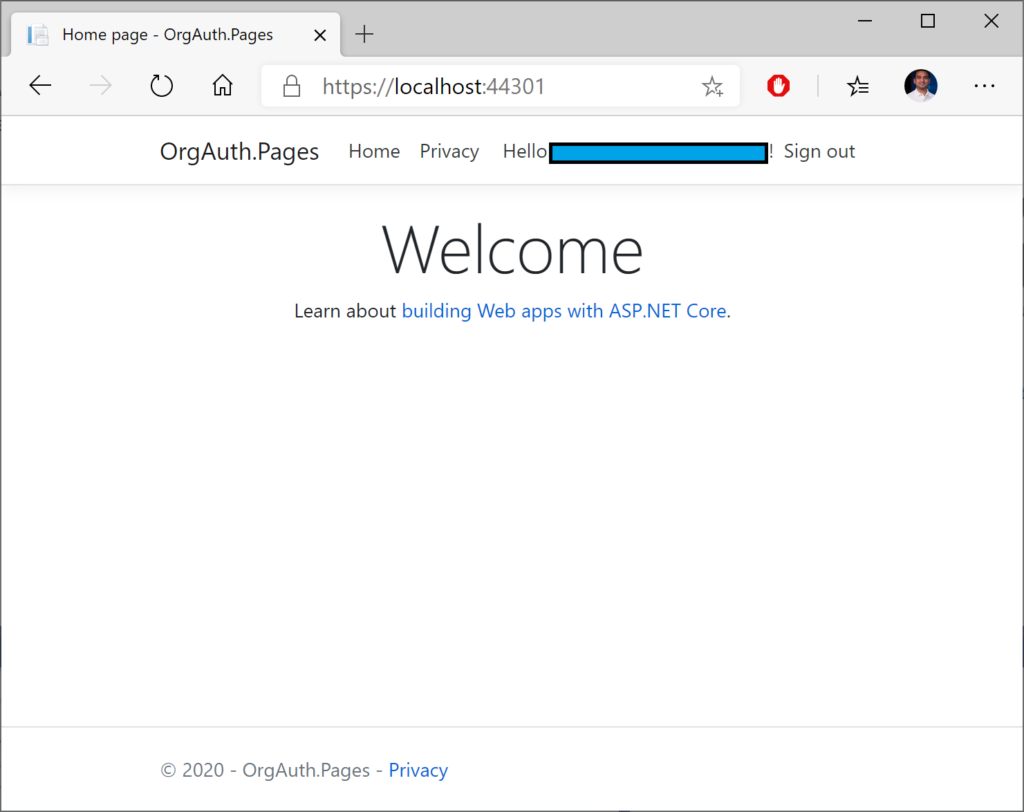 Home page - OrgAuth.Pages
https://localhost:44301
OrgAuth.Pages Home Privacy Hello ! Sign out
Welcome
Learn about building Web apps with ASP.NET Core.
© 2020 - OrgAuth.Pages - Privacy